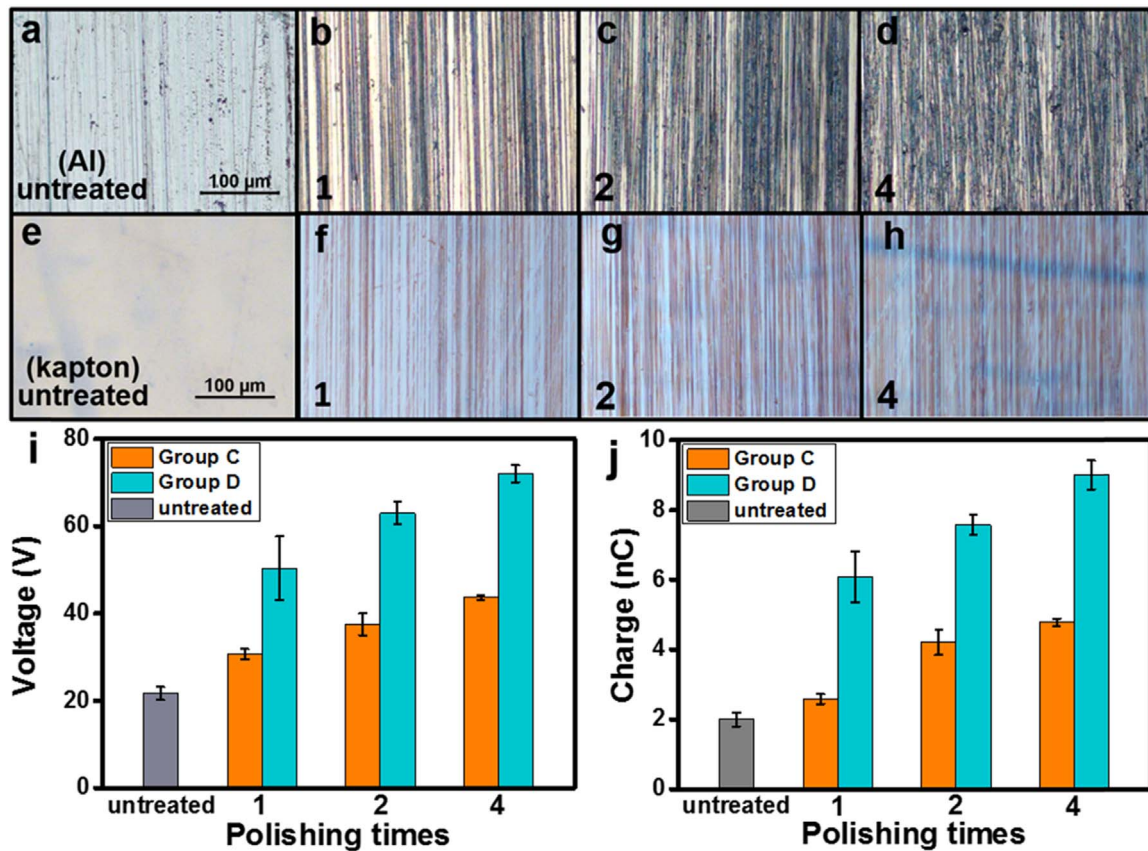 a
b
c
d
(Al)
untreated
100 µm
1
2
4
e
f
g
h
(kapton)
untreated
100 µm
1
2
4
i
Group C
Group D
untreated
80
60
40
20
0
Voltage (V)
untreated 1 2 4
Polishing times
j
Group C
Group D
untreated
10
8
6
4
2
0
Charge (nC)
untreated 1 2 4
Polishing times